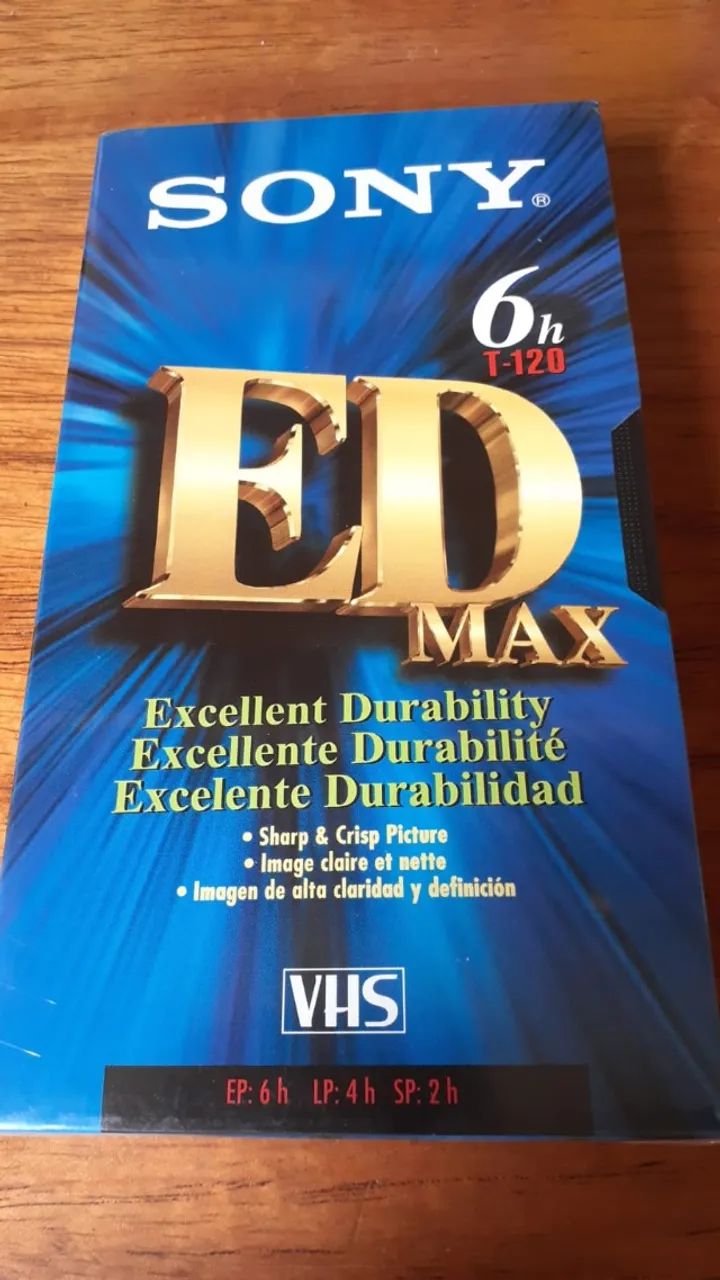 SONY®
6h
T-120
ED
MAX
Excellent Durability
Excellente Durabilité
Excelente Durabilidad
• Sharp & Crisp Picture
• Image claire et nette
• Imagen de alta claridad y definición
VHS
EP: 6 h LP: 4 h SP: 2 h